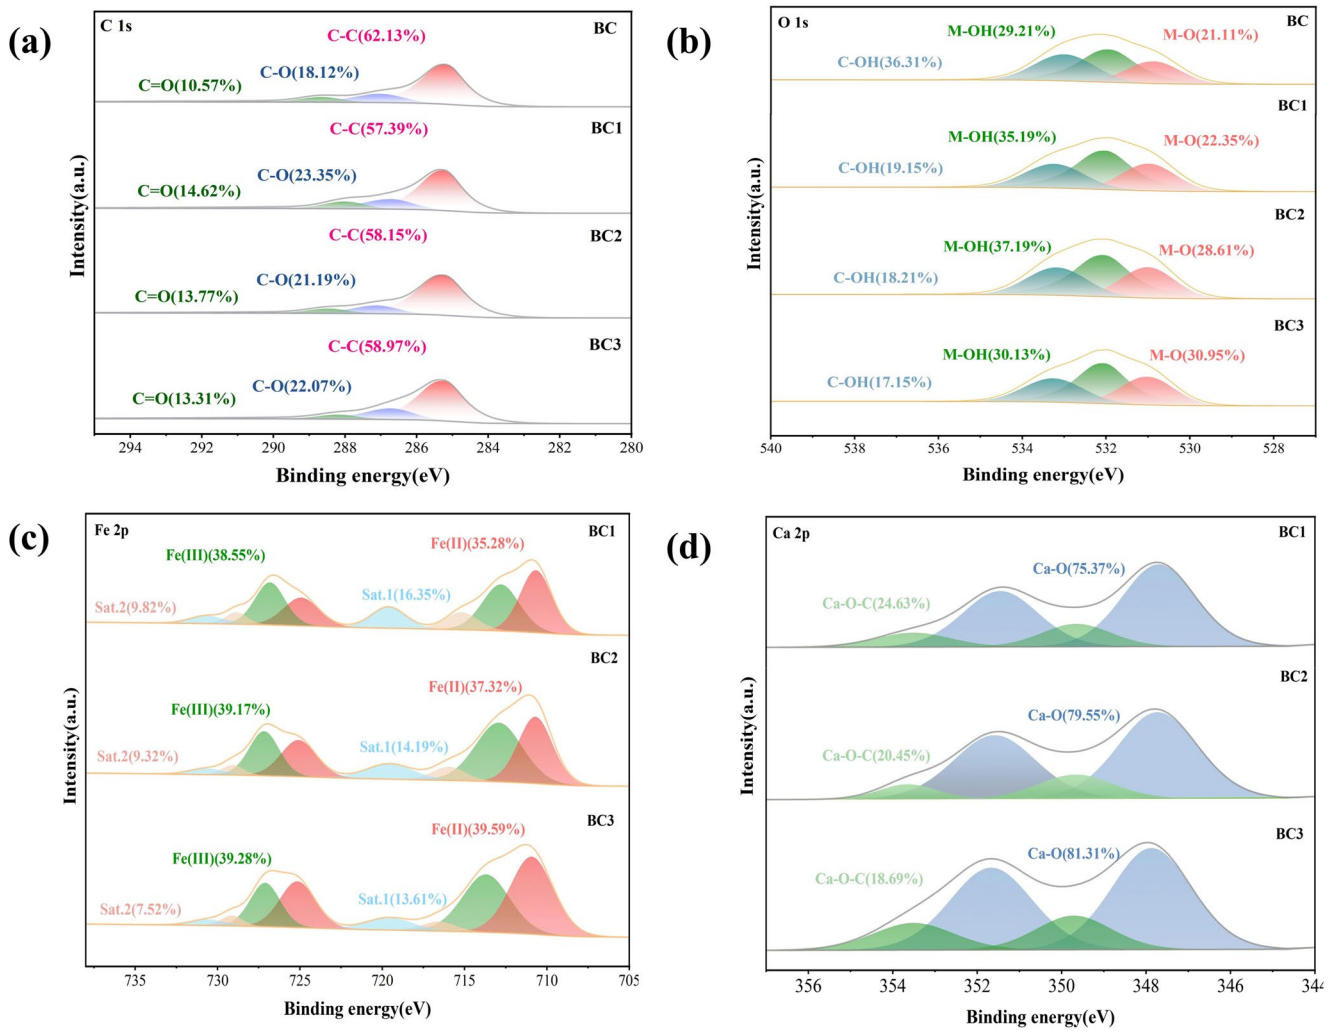 (a)
C 1s
BC
C-C(62.13%)
C-O(18.12%)
C=O(10.57%)
BC1
C-C(57.39%)
C-O(23.35%)
C=O(14.62%)
BC2
C-C(58.15%)
C-O(21.19%)
C=O(13.77%)
BC3
C-C(58.97%)
C-O(22.07%)
C=O(13.31%)
Intensity(a.u.)
294 292 290 288 286 284 282 280
Binding energy(eV)
(b)
O 1s
BC
M-OH(29.21%)
M-O(21.11%)
C-OH(36.31%)
BC1
M-OH(35.19%)
M-O(22.35%)
C-OH(19.15%)
BC2
M-OH(37.19%)
M-O(28.61%)
C-OH(18.21%)
BC3
M-OH(30.13%)
M-O(30.95%)
C-OH(17.15%)
Intensity(a.u.)
540 538 536 534 532 530 528
Binding energy(eV)
(c)
Fe 2p
BC1
Fe(III)(38.55%)
Fe(II)(35.28%)
Sat.2(9.82%)
Sat.1(16.35%)
BC2
Fe(III)(39.17%)
Fe(II)(37.32%)
Sat.2(9.32%)
Sat.1(14.19%)
BC3
Fe(III)(39.28%)
Fe(II)(39.59%)
Sat.2(7.52%)
Sat.1(13.61%)
Intensity(a.u.)
735 730 725 720 715 710 705
Binding energy(eV)
(d)
Ca 2p
BC1
Ca-O(75.37%)
Ca-O-C(24.63%)
BC2
Ca-O(79.55%)
Ca-O-C(20.45%)
BC3
Ca-O(81.31%)
Ca-O-C(18.69%)
Intensity(a.u.)
356 354 352 350 348 346 344
Binding energy(eV)